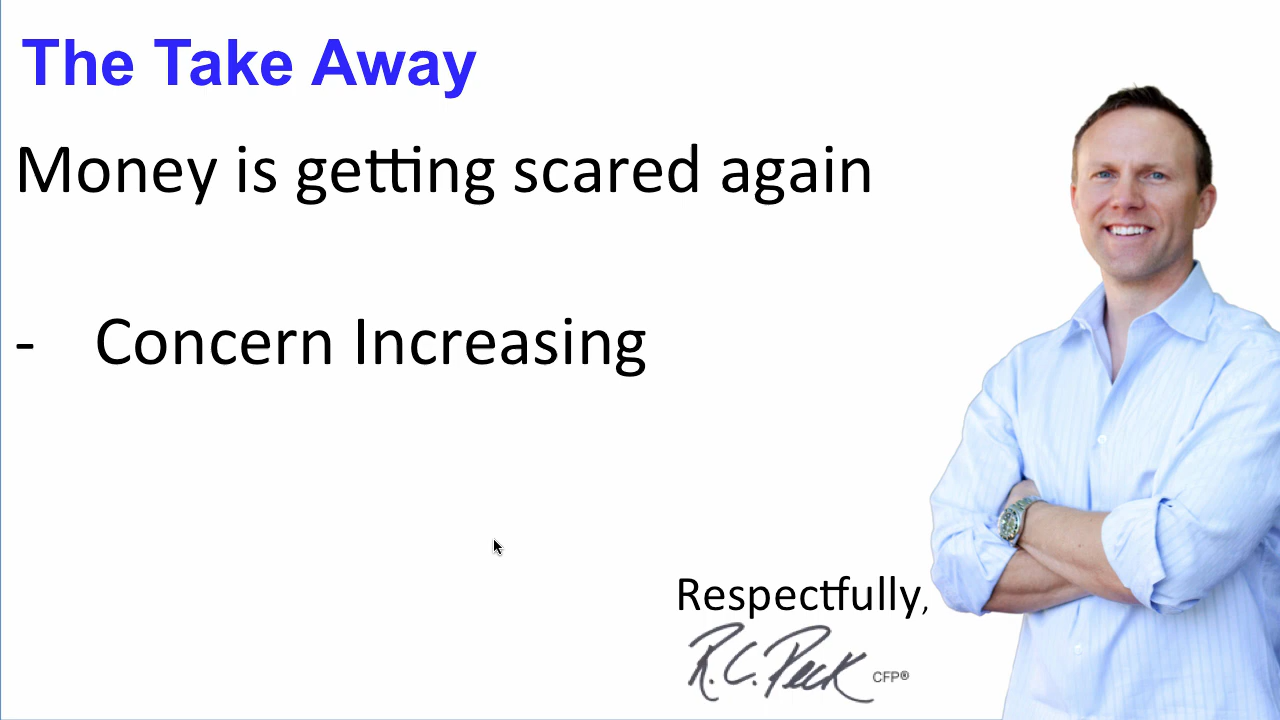 The Take Away
Money is getting scared again
- Concern Increasing
Respectfully,
R.C. Peck CFP®